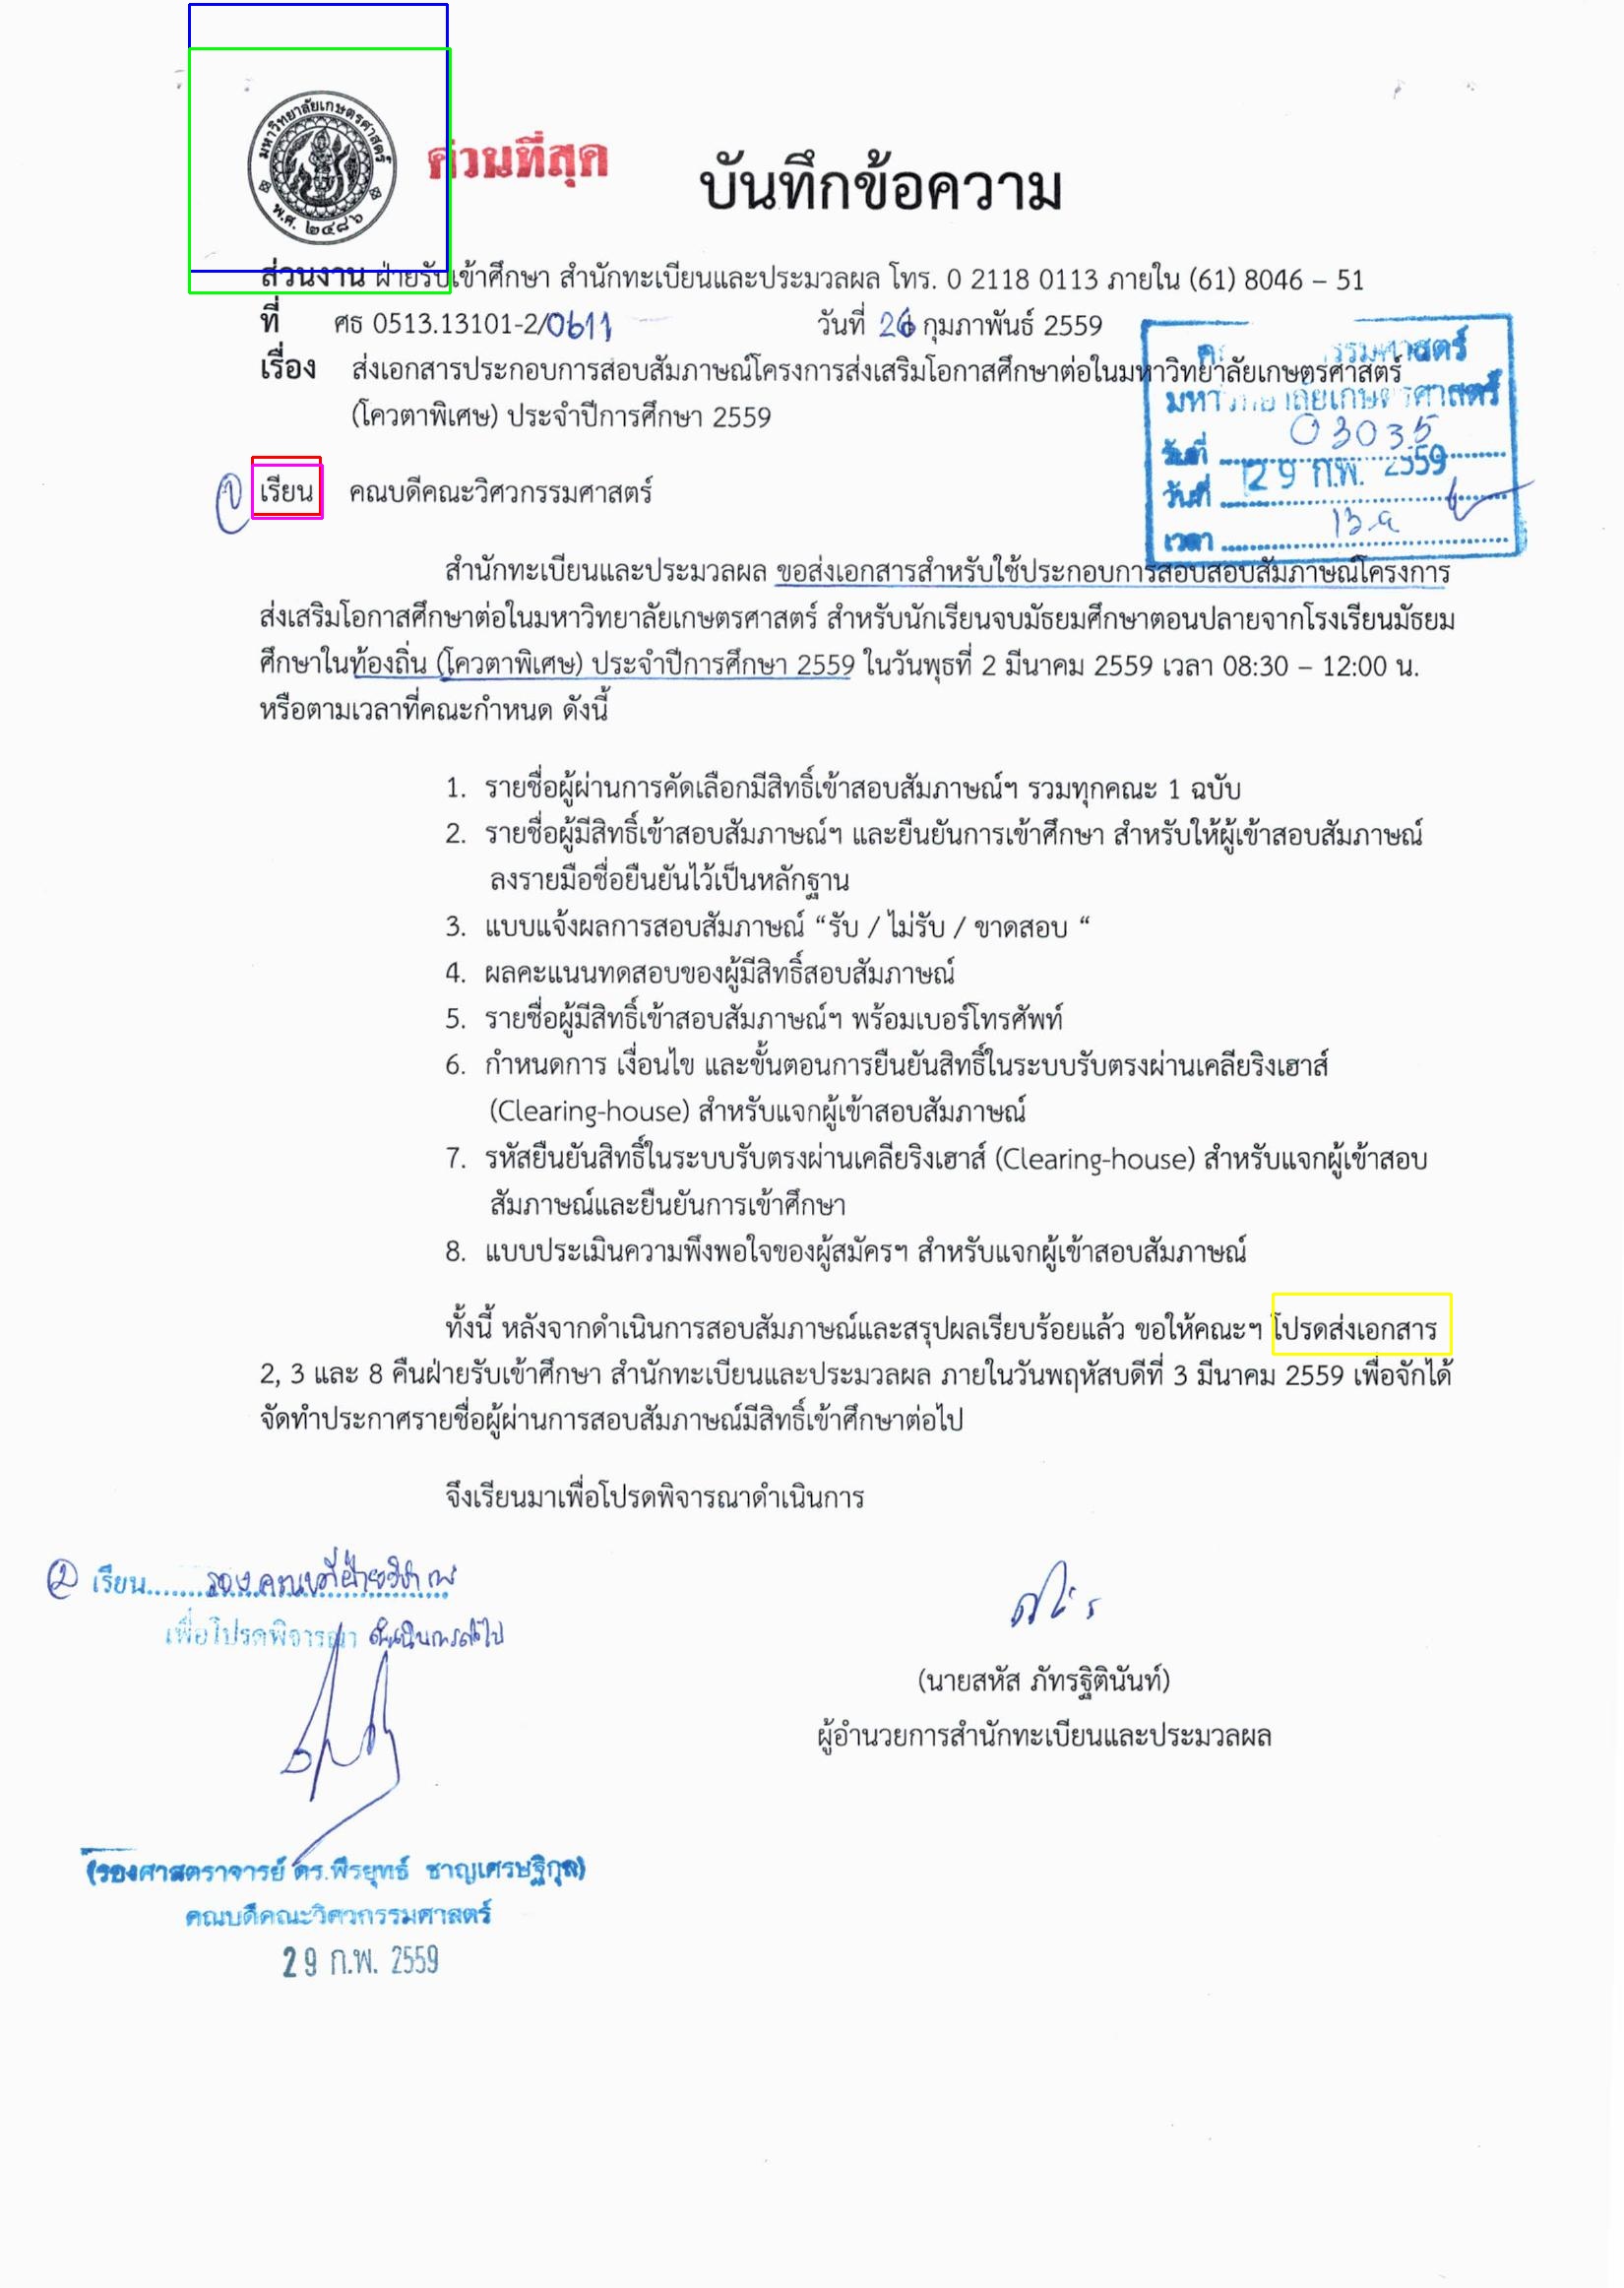 มหาวิทยาลัยเกษตรศาสตร์
พ.ศ. ๒๔๘๖
ด่วนที่สุด
บันทึกข้อความ
ส่วนงาน ฝ่ายรับเข้าศึกษา สำนักทะเบียนและประมวลผล โทร. 0 2118 0113 ภายใน (61) 8046 – 51
ที่ ศธ 0513.13101-2/0611 วันที่ 26 กุมภาพันธ์ 2559
เรื่อง ส่งเอกสารประกอบการสอบสัมภาษณ์โครงการส่งเสริมโอกาสศึกษาต่อในมหาวิทยาลัยเกษตรศาสตร์
(โควตาพิเศษ) ประจำปีการศึกษา 2559
มหาวิทยาลัยเกษตรศาสตร์
วันที่ 03035
วันที่ 29 ก.พ. 2559
เวลา
① เรียน คณบดีคณะวิศวกรรมศาสตร์
สำนักทะเบียนและประมวลผล ขอส่งเอกสารสำหรับใช้ประกอบการสอบสอบสัมภาษณ์โครงการ
ส่งเสริมโอกาสศึกษาต่อในมหาวิทยาลัยเกษตรศาสตร์ สำหรับนักเรียนจบมัธยมศึกษาตอนปลายจากโรงเรียนมัธยม
ศึกษาในท้องถิ่น (โควตาพิเศษ) ประจำปีการศึกษา 2559 ในวันพุธที่ 2 มีนาคม 2559 เวลา 08:30 – 12:00 น.
หรือตามเวลาที่คณะกำหนด ดังนี้
1. รายชื่อผู้ผ่านการคัดเลือกมีสิทธิ์เข้าสอบสัมภาษณ์ฯ รวมทุกคณะ 1 ฉบับ
2. รายชื่อผู้มีสิทธิ์เข้าสอบสัมภาษณ์ฯ และยืนยันการเข้าศึกษา สำหรับให้ผู้เข้าสอบสัมภาษณ์
ลงรายมือชื่อยืนยันไว้เป็นหลักฐาน
3. แบบแจ้งผลการสอบสัมภาษณ์ “รับ / ไม่รับ / ขาดสอบ “
4. ผลคะแนนทดสอบของผู้มีสิทธิ์สอบสัมภาษณ์
5. รายชื่อผู้มีสิทธิ์เข้าสอบสัมภาษณ์ฯ พร้อมเบอร์โทรศัพท์
6. กำหนดการ เงื่อนไข และขั้นตอนการยืนยันสิทธิ์ในระบบรับตรงผ่านเคลียริงเฮาส์
(Clearing-house) สำหรับแจกผู้เข้าสอบสัมภาษณ์
7. รหัสยืนยันสิทธิ์ในระบบรับตรงผ่านเคลียริงเฮาส์ (Clearing-house) สำหรับแจกผู้เข้าสอบ
สัมภาษณ์และยืนยันการเข้าศึกษา
8. แบบประเมินความพึงพอใจของผู้สมัครฯ สำหรับแจกผู้เข้าสอบสัมภาษณ์
ทั้งนี้ หลังจากดำเนินการสอบสัมภาษณ์และสรุปผลเรียบร้อยแล้ว ขอให้คณะฯ โปรดส่งเอกสาร
2, 3 และ 8 คืนฝ่ายรับเข้าศึกษา สำนักทะเบียนและประมวลผล ภายในวันพฤหัสบดีที่ 3 มีนาคม 2559 เพื่อจักได้
จัดทำประกาศรายชื่อผู้ผ่านการสอบสัมภาษณ์มีสิทธิ์เข้าศึกษาต่อไป
จึงเรียนมาเพื่อโปรดพิจารณาดำเนินการ
② เรียน รองคณบดีฝ่ายวิชาการ
เพื่อโปรดพิจารณา ดำเนินการต่อไป
(นายสหัส ภัทรฐิตินันท์)
ผู้อำนวยการสำนักทะเบียนและประมวลผล
(รองศาสตราจารย์ ดร.พีรยุทธ์ ชาญเศรษฐิกุล)
คณบดีคณะวิศวกรรมศาสตร์
29 ก.พ. 2559